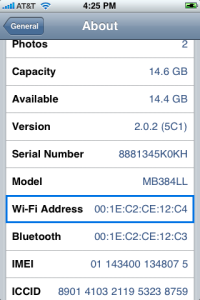 AT&T 4:25 PM
General About
Photos 2
Capacity 14.6 GB
Available 14.4 GB
Version 2.0.2 (5C1)
Serial Number 8881345K0KH
Model MB384LL
Wi-Fi Address 00:1E:C2:CE:12:C4
Bluetooth 00:1E:C2:CE:12:C3
IMEI 01 143400 134807 5
ICCID 8901 4103 2119 5323 8759